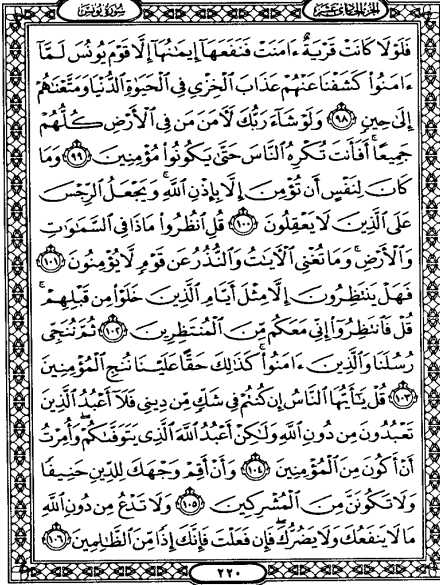 سورة يونس
الجزء الحادي عشر
فَلَوْلَا كَانَتْ قَرْيَةٌ ءَامَنَتْ فَنَفَعَهَآ إِيمَٰنُهَآ إِلَّا قَوْمَ يُونُسَ لَمَّآ
ءَامَنُوا۟ كَشَفْنَا عَنْهُمْ عَذَابَ ٱلْخِزْىِ فِى ٱلْحَيَوٰةِ ٱلدُّنْيَا وَمَتَّعْنَٰهُمْ
إِلَىٰ حِينٍ ٩٨ وَلَوْ شَآءَ رَبُّكَ لَءَامَنَ مَن فِى ٱلْأَرْضِ كُلُّهُمْ
جَمِيعًا ۚ أَفَأَنتَ تُكْرِهُ ٱلنَّاسَ حَتَّىٰ يَكُونُوا۟ مُؤْمِنِينَ ٩٩ وَمَا
كَانَ لِنَفْسٍ أَن تُؤْمِنَ إِلَّا بِإِذْنِ ٱللَّهِ ۚ وَيَجْعَلُ ٱلرِّجْسَ
عَلَى ٱلَّذِينَ لَا يَعْقِلُونَ ١٠٠ قُلِ ٱنظُرُوا۟ مَاذَا فِى ٱلسَّمَٰوَٰتِ
وَٱلْأَرْضِ ۚ وَمَا تُغْنِى ٱلْءَايَٰتُ وَٱلنُّذُرُ عَن قَوْمٍ لَّا يُؤْمِنُونَ ١٠١
فَهَلْ يَنتَظِرُونَ إِلَّا مِثْلَ أَيَّامِ ٱلَّذِينَ خَلَوْا۟ مِن قَبْلِهِمْ ۚ
قُلْ فَٱنتَظِرُوٓا۟ إِنِّى مَعَكُم مِّنَ ٱلْمُنتَظِرِينَ ١٠٢ ثُمَّ نُنَجِّى
رُسُلَنَا وَٱلَّذِينَ ءَامَنُوا۟ ۚ كَذَٰلِكَ حَقًّا عَلَيْنَا نُنجِ ٱلْمُؤْمِنِينَ
١٠٣ قُلْ يَٰٓأَيُّهَا ٱلنَّاسُ إِن كُنتُمْ فِى شَكٍّ مِّن دِينِى فَلَآ أَعْبُدُ ٱلَّذِينَ
تَعْبُدُونَ مِن دُونِ ٱللَّهِ وَلَٰكِنْ أَعْبُدُ ٱللَّهَ ٱلَّذِى يَتَوَفَّىٰكُمْ ۖ وَأُمِرْتُ
أَنْ أَكُونَ مِنَ ٱلْمُؤْمِنِينَ ١٠٤ وَأَنْ أَقِمْ وَجْهَكَ لِلدِّينِ حَنِيفًا
وَلَا تَكُونَنَّ مِنَ ٱلْمُشْرِكِينَ ١٠٥ وَلَا تَدْعُ مِن دُونِ ٱللَّهِ
مَا لَا يَنفَعُكَ وَلَا يَضُرُّكَ ۖ فَإِن فَعَلْتَ فَإِنَّكَ إِذًا مِّنَ ٱلظَّٰلِمِينَ ١٠٦
٢٢٠